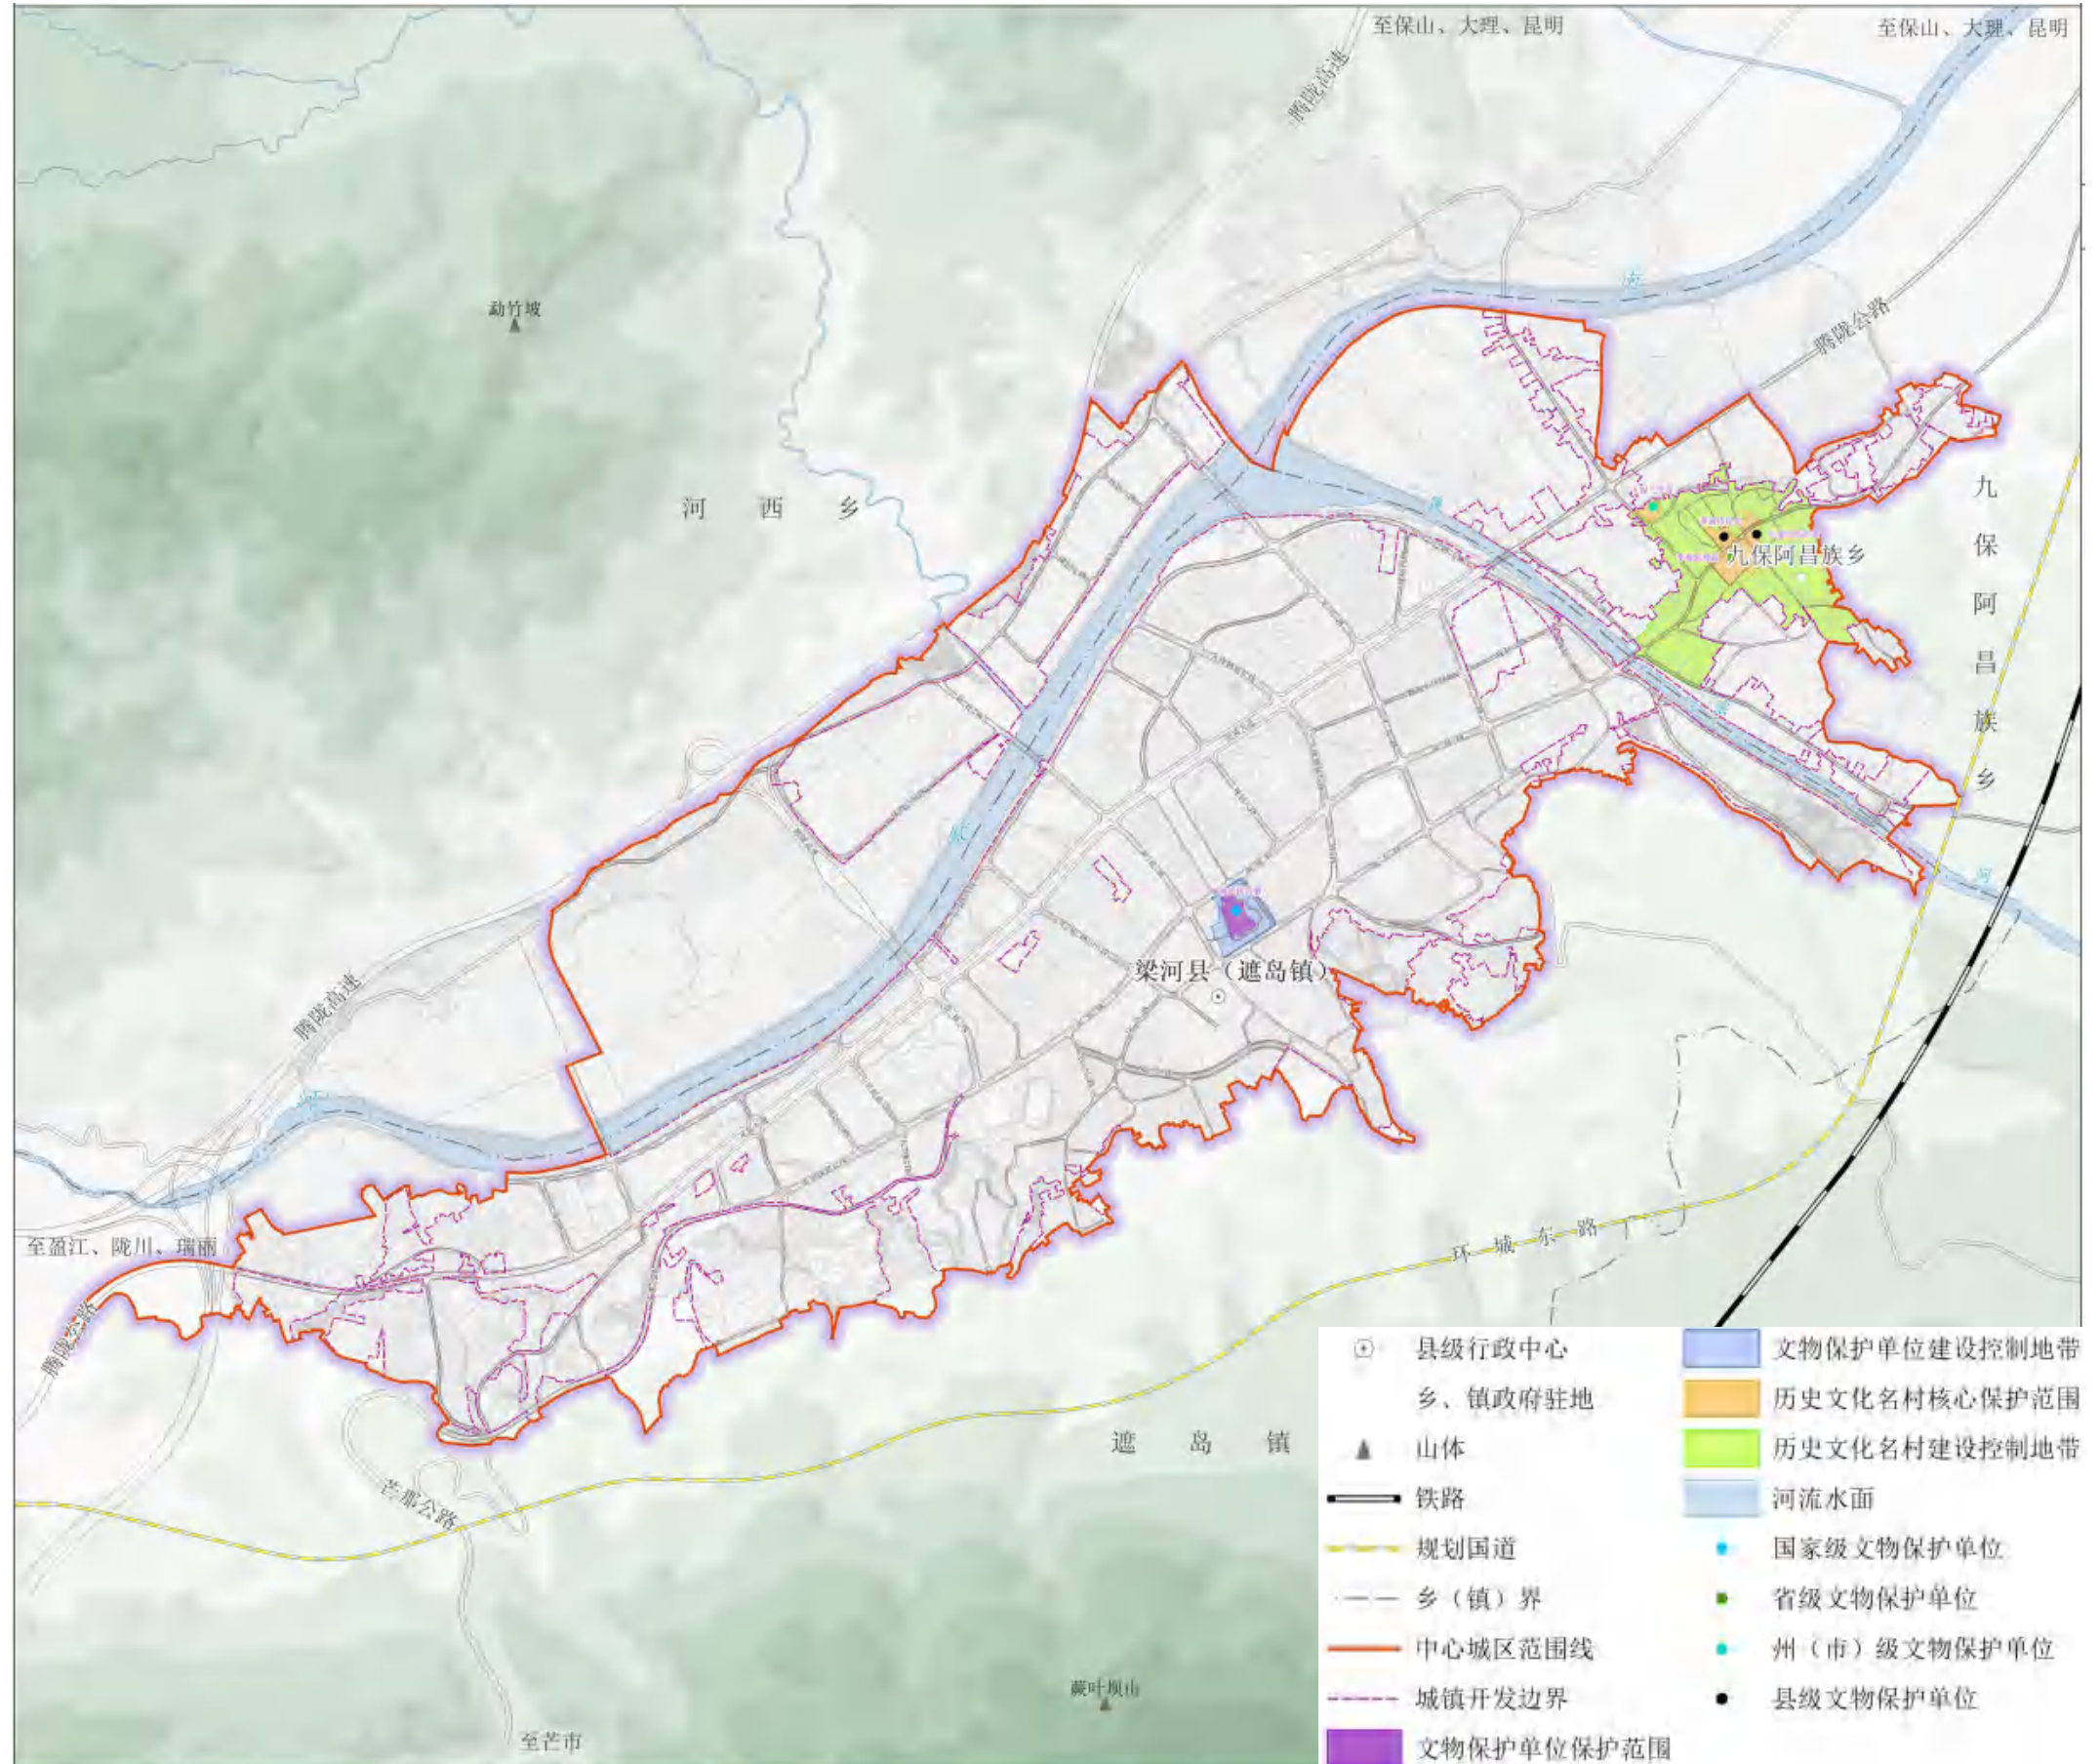 至保山、大理、昆明
至保山、大理、昆明
腾陇高速
勐竹坡
腾陇公路
河西乡
九保阿昌族乡
九保阿昌族乡
梁河县（遮岛镇）
腾陇高速
河
至盈江、陇川、瑞丽
环城东路
腾陇公路
遮岛镇
芒那公路
蕨叶坝山
至芒市
县级行政中心
乡、镇政府驻地
山体
铁路
规划国道
乡（镇）界
中心城区范围线
城镇开发边界
文物保护单位保护范围
文物保护单位建设控制地带
历史文化名村核心保护范围
历史文化名村建设控制地带
河流水面
国家级文物保护单位
省级文物保护单位
州（市）级文物保护单位
县级文物保护单位